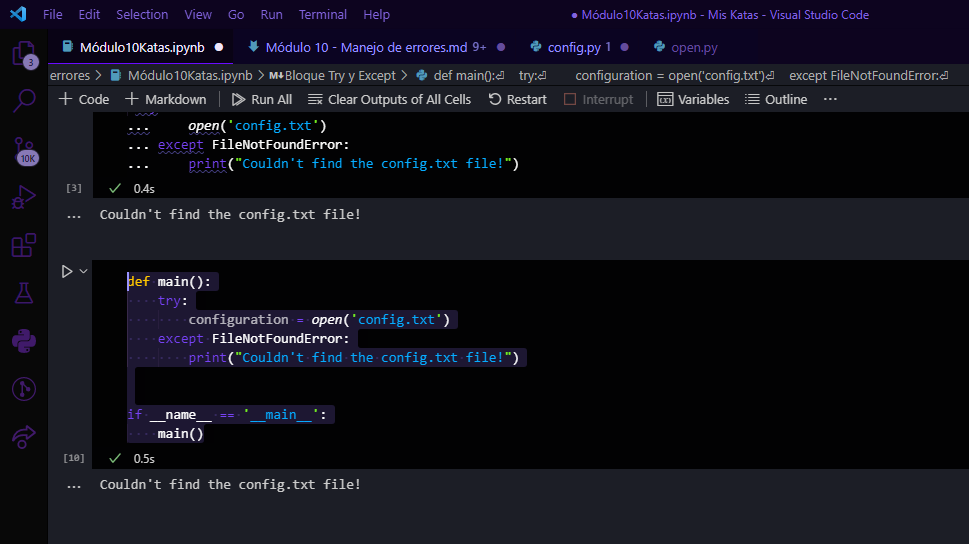 File Edit Selection View Go Run Terminal Help ● Módulo10Katas.ipynb - Mis Katas - Visual Studio Code
Módulo10Katas.ipynb ● Módulo 10 - Manejo de errores.md 9+ ● config.py 1 ● open.py
errores > Módulo10Katas.ipynb > M↓Bloque Try y Except > def main():⏎ try:⏎ configuration = open('config.txt')⏎ except FileNotFoundError:⏎
+ Code + Markdown Run All Clear Outputs of All Cells Restart Interrupt Variables Outline ...
... open('config.txt')
... except FileNotFoundError:
... print("Couldn't find the config.txt file!")
[3] ✓ 0.4s
... Couldn't find the config.txt file!
def main():
try:
configuration = open('config.txt')
except FileNotFoundError:
print("Couldn't find the config.txt file!")
if __name__ == '__main__':
main()
[10] ✓ 0.5s
... Couldn't find the config.txt file!
3
10K